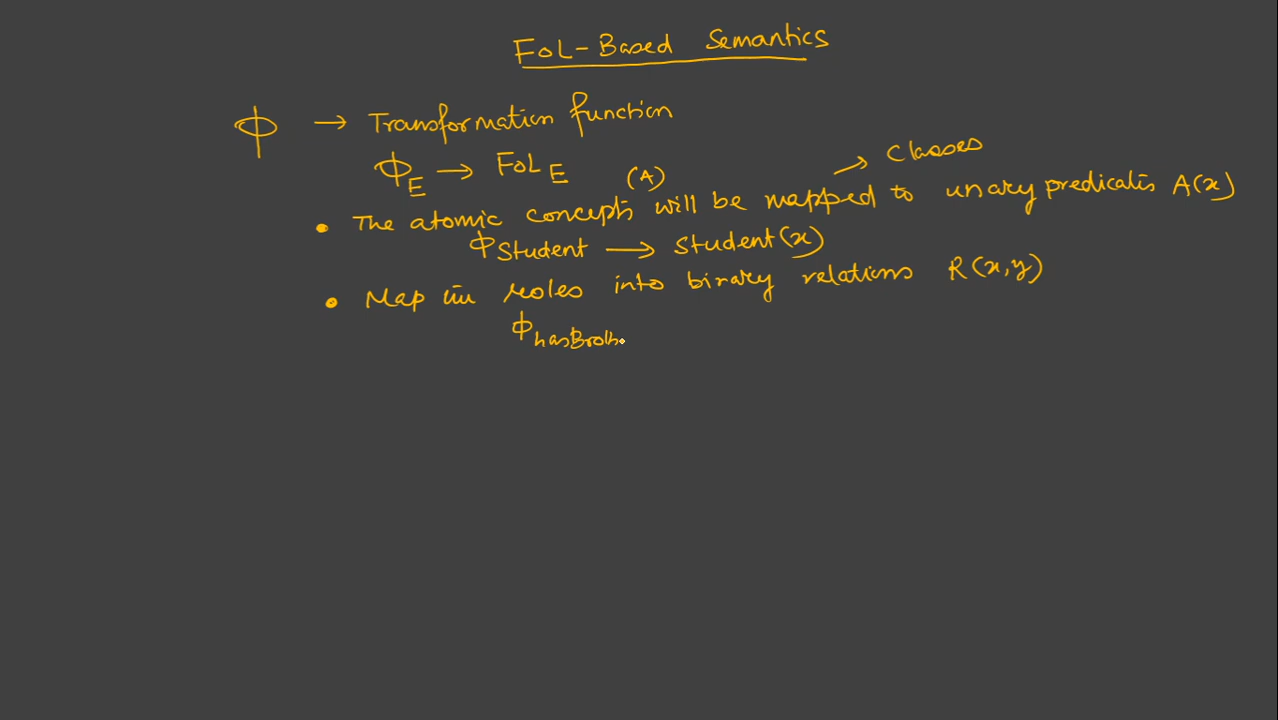 FOL-Based Semantics
ϕ → Transformation function
ϕ_E → FOL_E
(A) → Classes
• The atomic concepts will be mapped to unary predicates A(x)
ϕ_Student → Student(x)
• Map the roles into binary relations R(x,y)
ϕ_hasBroth